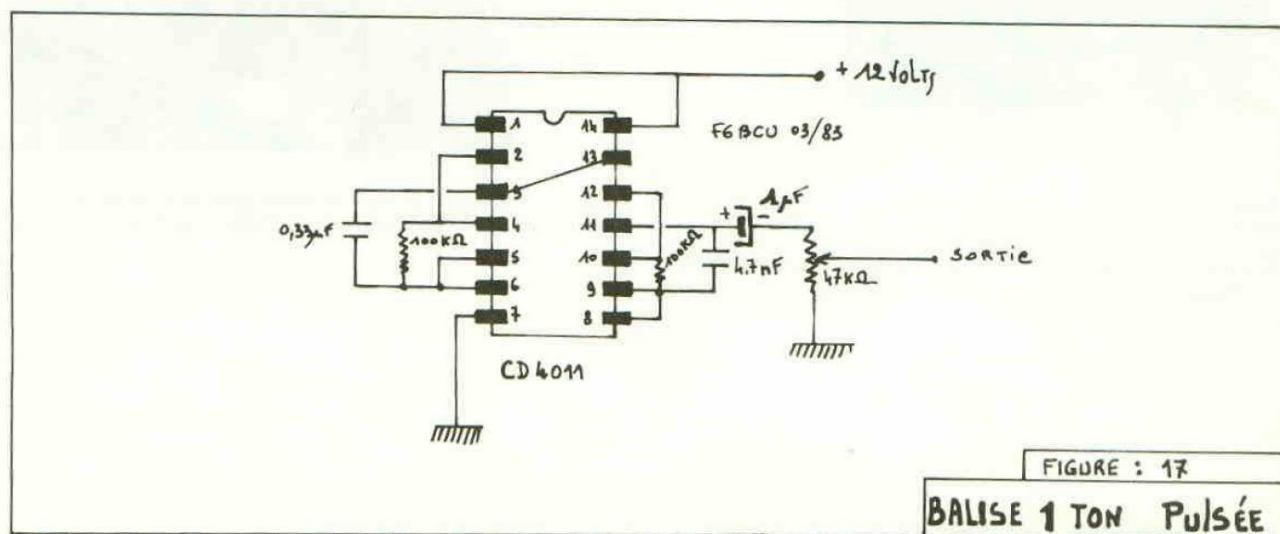 + 12 VOLTS
F6BCU 03/83
1
14
2
13
3
12
4
11
5
10
6
9
7
8
0,33µF
100KΩ
100KΩ
+
-
1µF
4.7nF
47KΩ
SORTIE
CD4011
FIGURE : 17
BALISE 1 TON PULSÉE